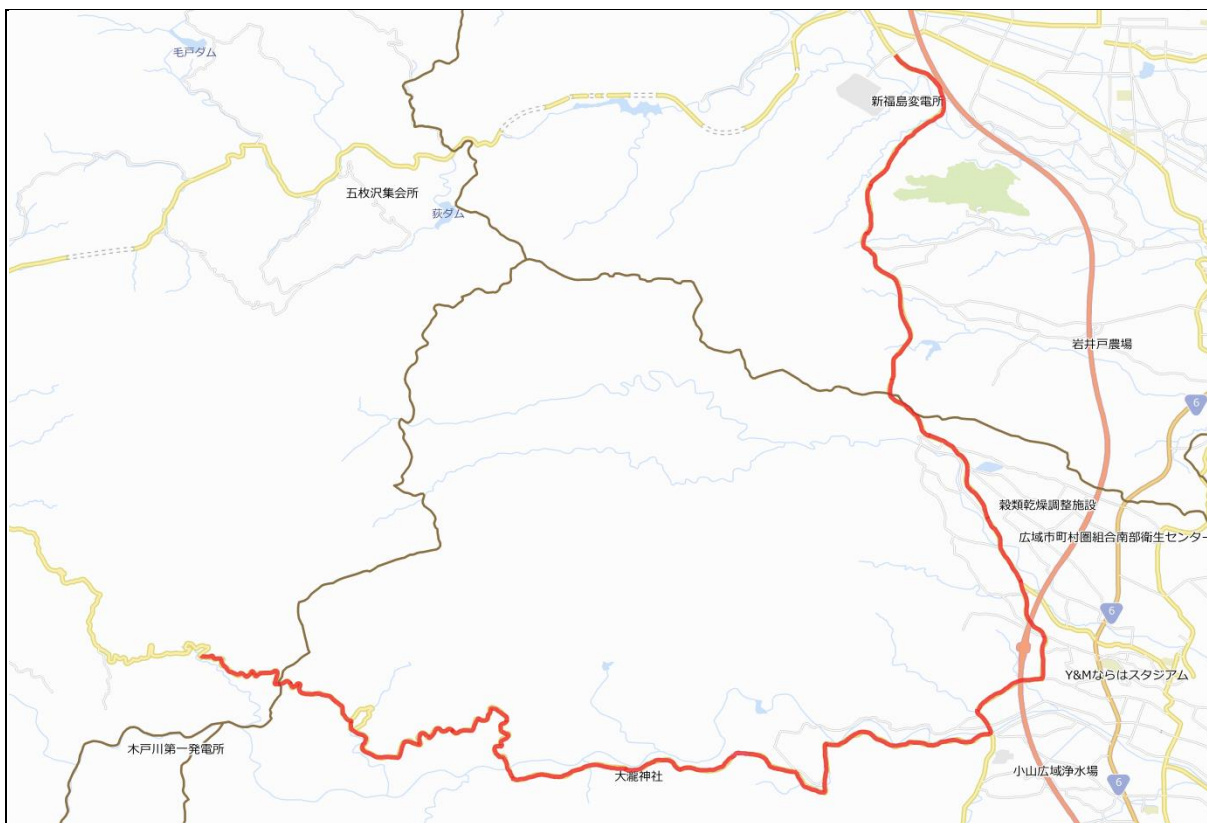 毛戸ダム
新福島変電所
五枚沢集会所
荻ダム
岩井戸農場
6
穀類乾燥調整施設
広域市町村圏組合南部衛生センター
6
Y&Mならはスタジアム
木戸川第一発電所
大瀧神社
小山広域浄水場
6